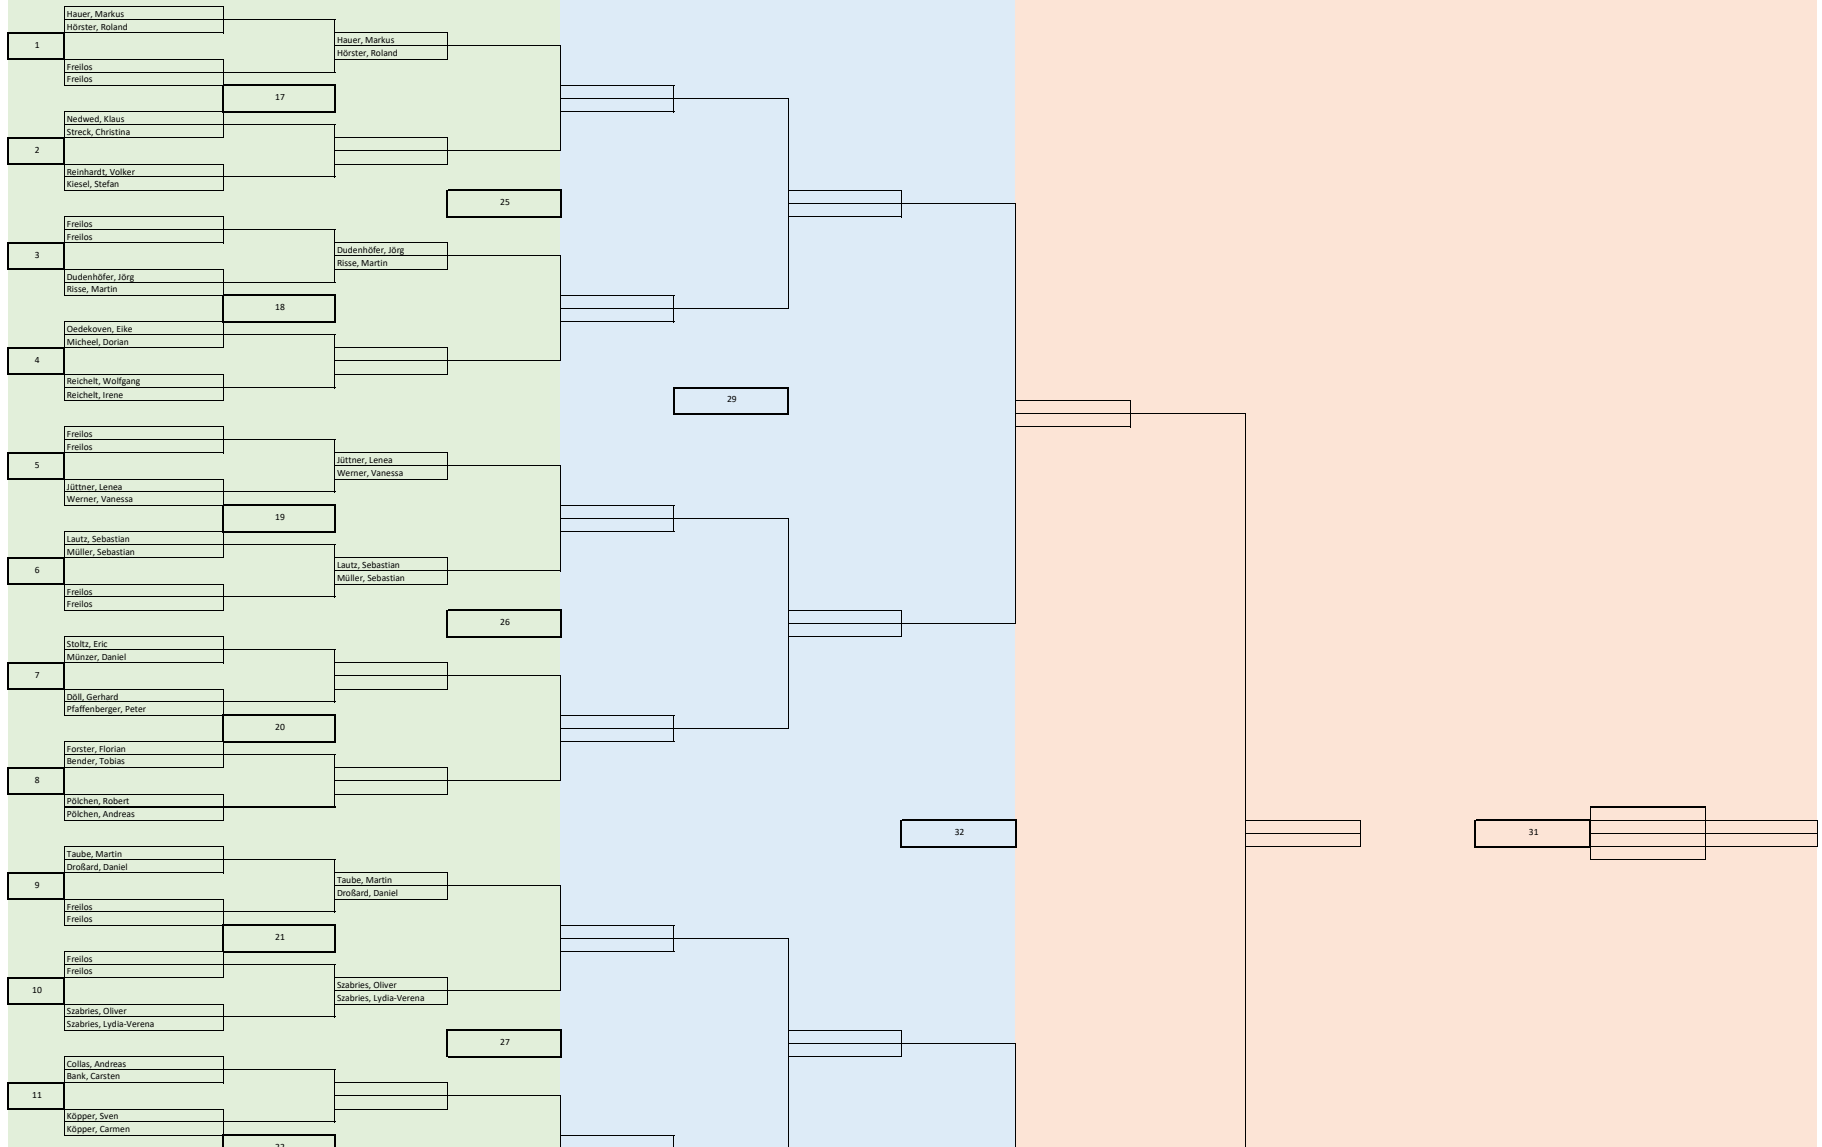 Hauer, Markus
Hörster, Roland
1
Hauer, Markus
Hörster, Roland
Freilos
Freilos
17
Nedwed, Klaus
Streck, Christina
2
Reinhardt, Volker
Kiesel, Stefan
25
Freilos
Freilos
3
Dudenhöfer, Jörg
Risse, Martin
Dudenhöfer, Jörg
Risse, Martin
18
Oedekoven, Eike
Micheel, Dorian
4
Reichelt, Wolfgang
Reichelt, Irene
29
Freilos
Freilos
5
Jüttner, Lenea
Werner, Vanessa
Jüttner, Lenea
Werner, Vanessa
19
Lautz, Sebastian
Müller, Sebastian
6
Lautz, Sebastian
Müller, Sebastian
Freilos
Freilos
26
Stoltz, Eric
Münzer, Daniel
7
Döll, Gerhard
Pfaffenberger, Peter
20
Forster, Florian
Bender, Tobias
8
Pölchen, Robert
Pölchen, Andreas
32
31
Taube, Martin
Droßard, Daniel
9
Taube, Martin
Droßard, Daniel
Freilos
Freilos
21
Freilos
Freilos
10
Szabries, Oliver
Szabries, Lydia-Verena
Szabries, Oliver
Szabries, Lydia-Verena
27
Collas, Andreas
Bank, Carsten
11
Köpper, Sven
Köpper, Carmen